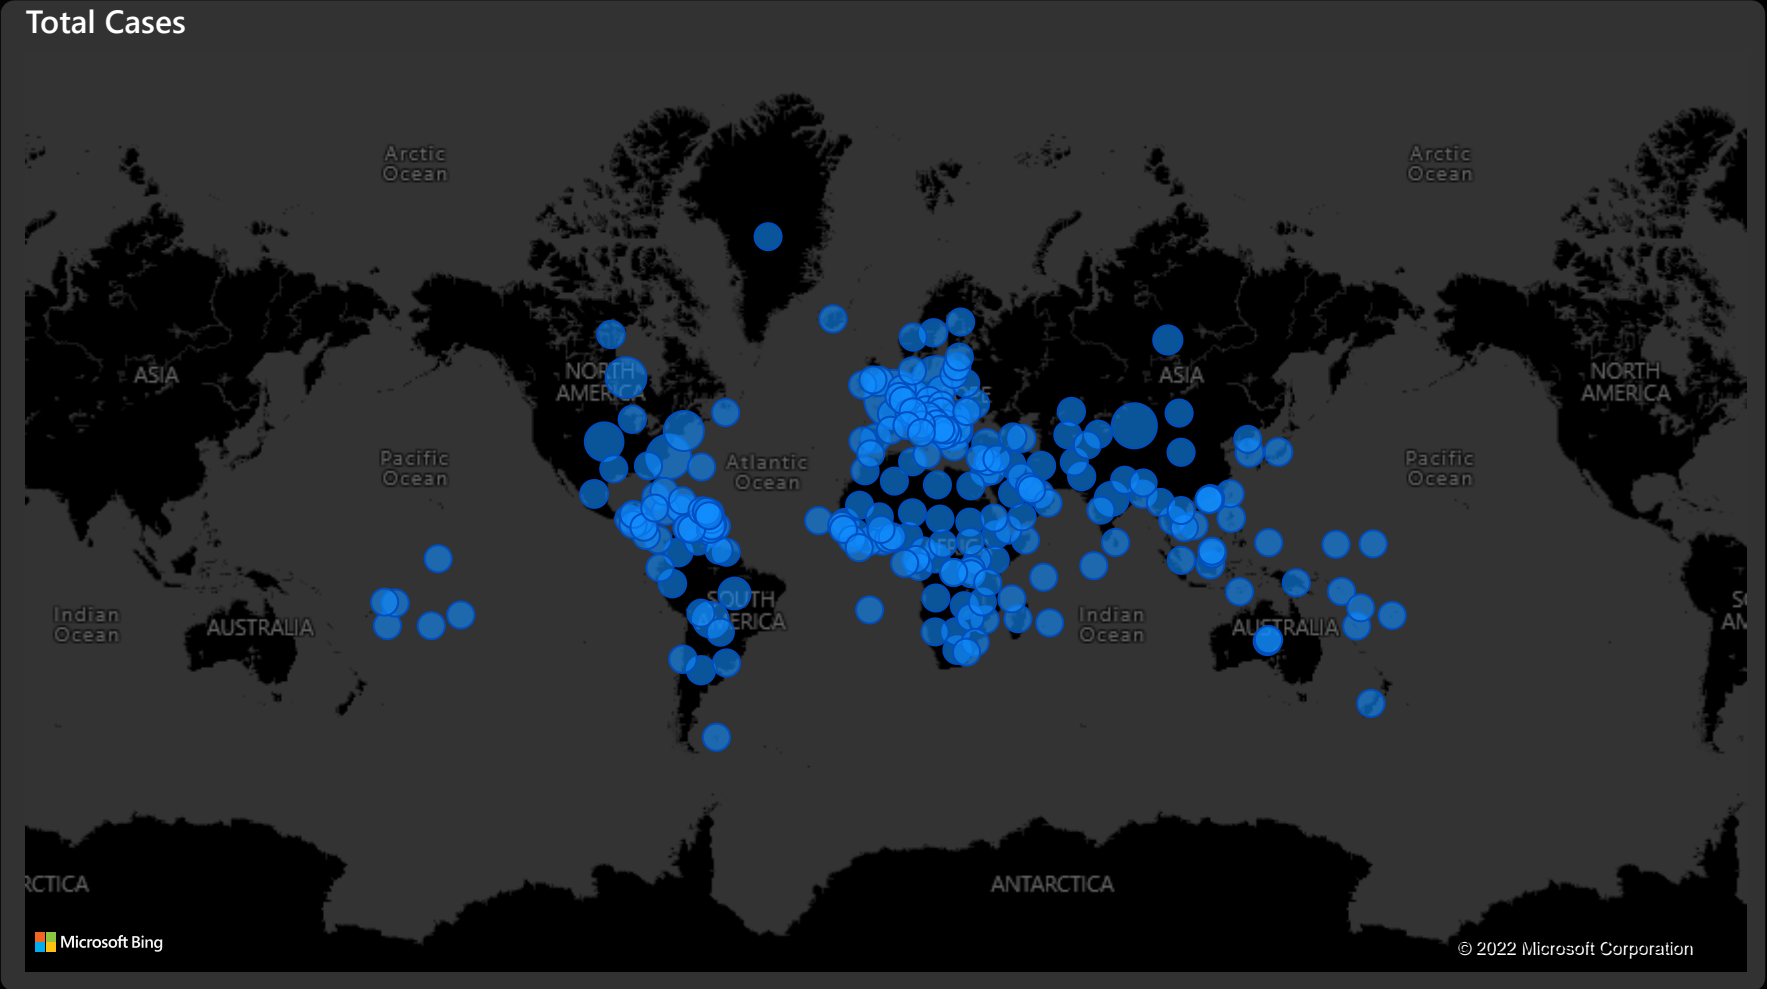 Total Cases
Arctic
Ocean
Arctic
Ocean
ASIA
NORTH
AMERICA
ASIA
NORTH
AMERICA
Pacific
Ocean
Atlantic
Ocean
Pacific
Ocean
Indian
Ocean
AUSTRALIA
SOUTH
AMERICA
Indian
Ocean
AUSTRALIA
ANTARCTICA
Microsoft Bing
© 2022 Microsoft Corporation